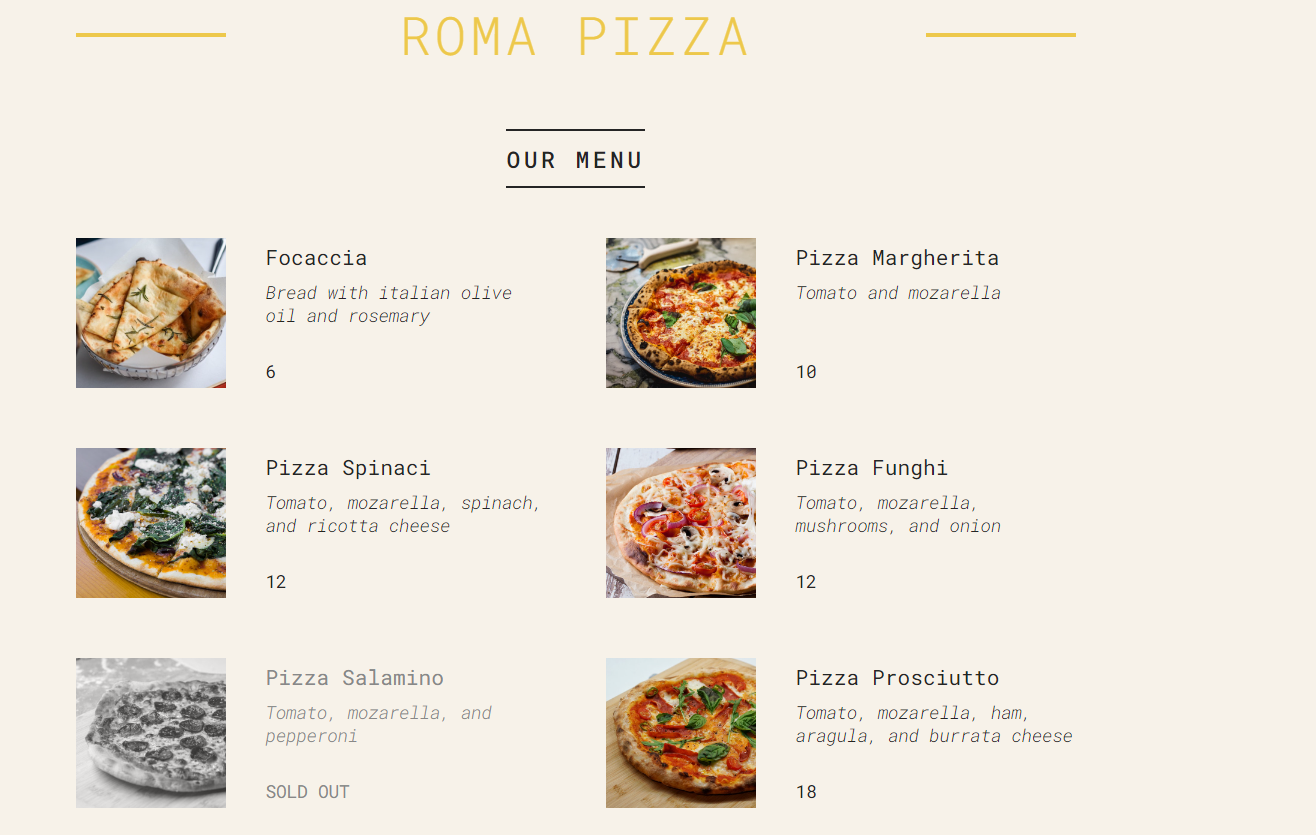 ROMA PIZZA
OUR MENU
Focaccia
Bread with italian olive
oil and rosemary
6
Pizza Margherita
Tomato and mozarella
10
Pizza Spinaci
Tomato, mozarella, spinach,
and ricotta cheese
12
Pizza Funghi
Tomato, mozarella,
mushrooms, and onion
12
Pizza Salamino
Tomato, mozarella, and
pepperoni
SOLD OUT
Pizza Prosciutto
Tomato, mozarella, ham,
aragula, and burrata cheese
18